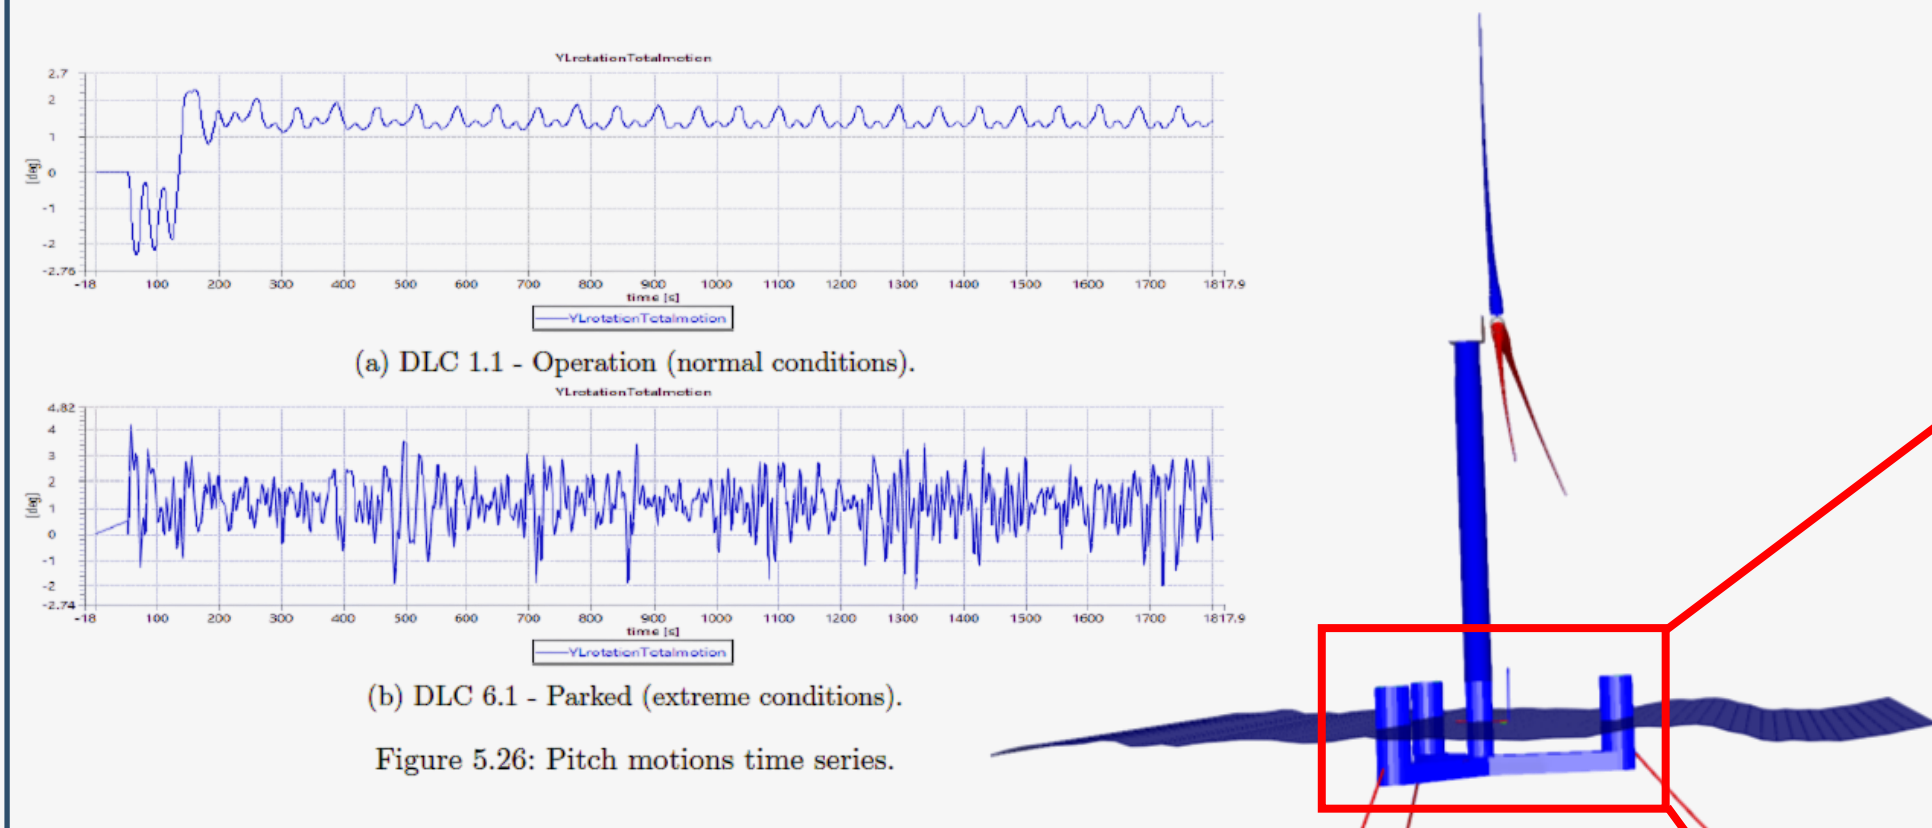 YLrotationTotalmotion
2.7
2
1
0
-1
-2
-2.76
[deg]
-18 100 200 300 400 500 600 700 800 900 1000 1100 1200 1300 1400 1500 1600 1700 1817.9
time [s]
YLrotationTotalmotion
(a) DLC 1.1 - Operation (normal conditions).
YLrotationTotalmotion
4.82
4
3
2
1
0
-1
-2
-2.74
[deg]
-18 100 200 300 400 500 600 700 800 900 1000 1100 1200 1300 1400 1500 1600 1700 1817.9
time [s]
YLrotationTotalmotion
(b) DLC 6.1 - Parked (extreme conditions).
Figure 5.26: Pitch motions time series.